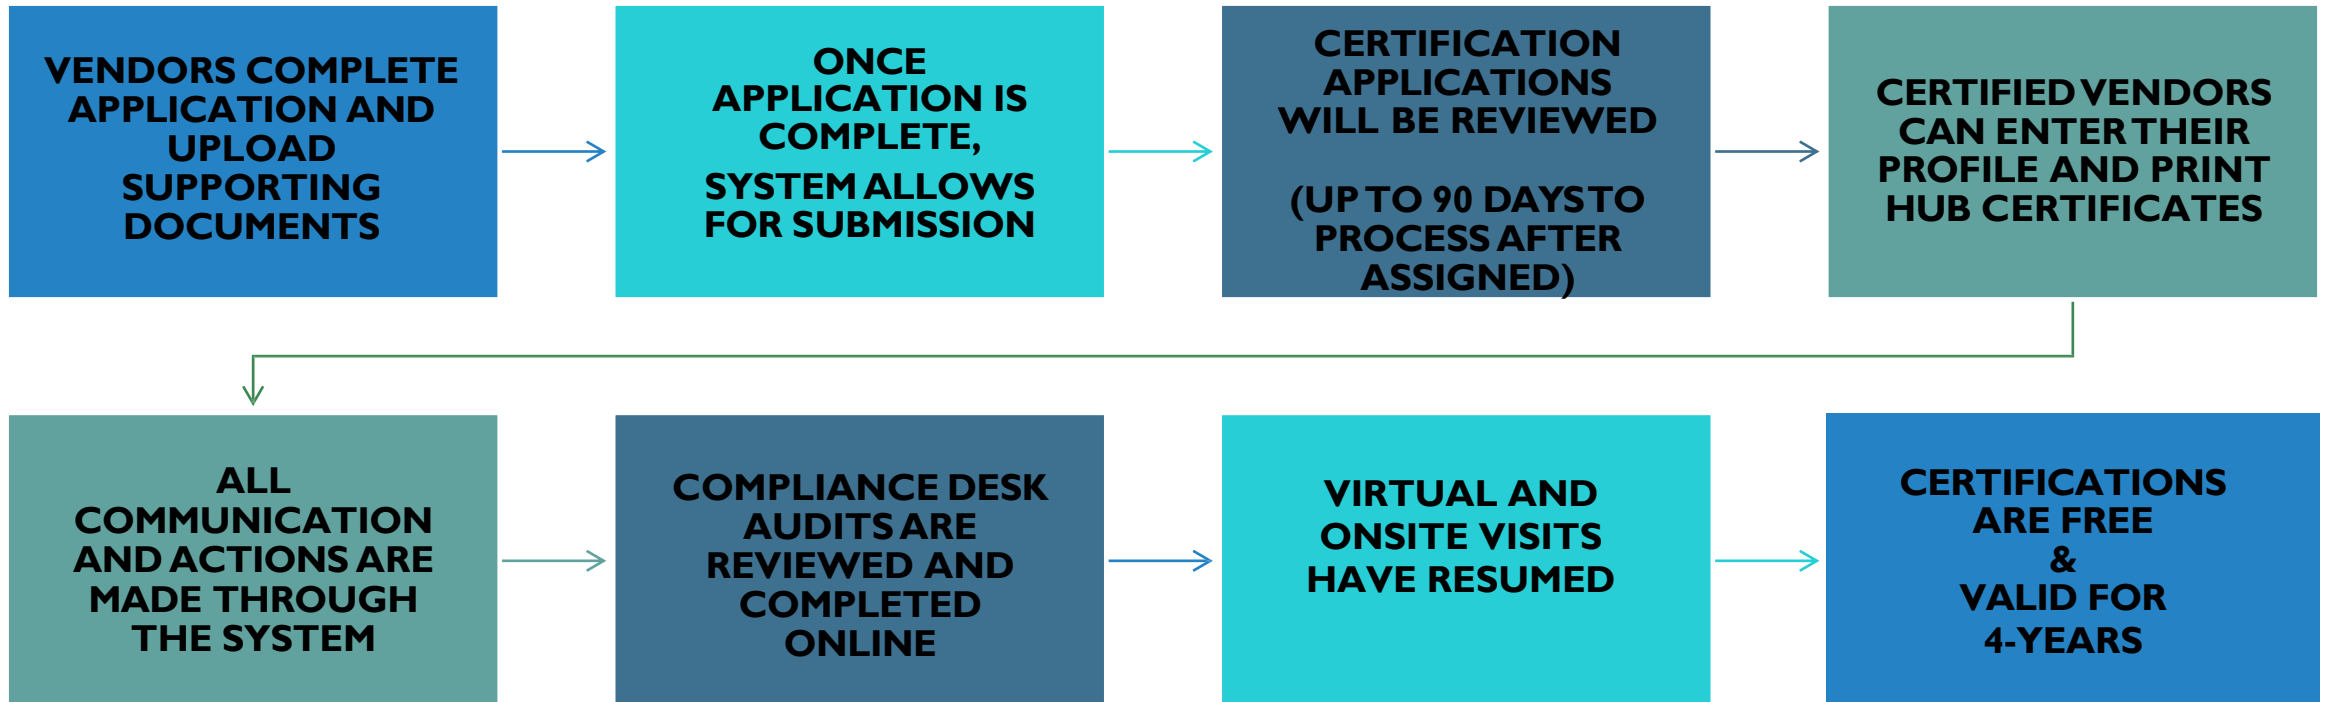 VENDORS COMPLETE
APPLICATION AND
UPLOAD
SUPPORTING
DOCUMENTS
ONCE
APPLICATION IS
COMPLETE,
SYSTEM ALLOWS
FOR SUBMISSION
CERTIFICATION
APPLICATIONS
WILL BE REVIEWED
(UP TO 90 DAYS TO
PROCESS AFTER
ASSIGNED)
CERTIFIED VENDORS
CAN ENTER THEIR
PROFILE AND PRINT
HUB CERTIFICATES
ALL
COMMUNICATION
AND ACTIONS ARE
MADE THROUGH
THE SYSTEM
COMPLIANCE DESK
AUDITS ARE
REVIEWED AND
COMPLETED
ONLINE
VIRTUAL AND
ONSITE VISITS
HAVE RESUMED
CERTIFICATIONS
ARE FREE
&
VALID FOR
4-YEARS